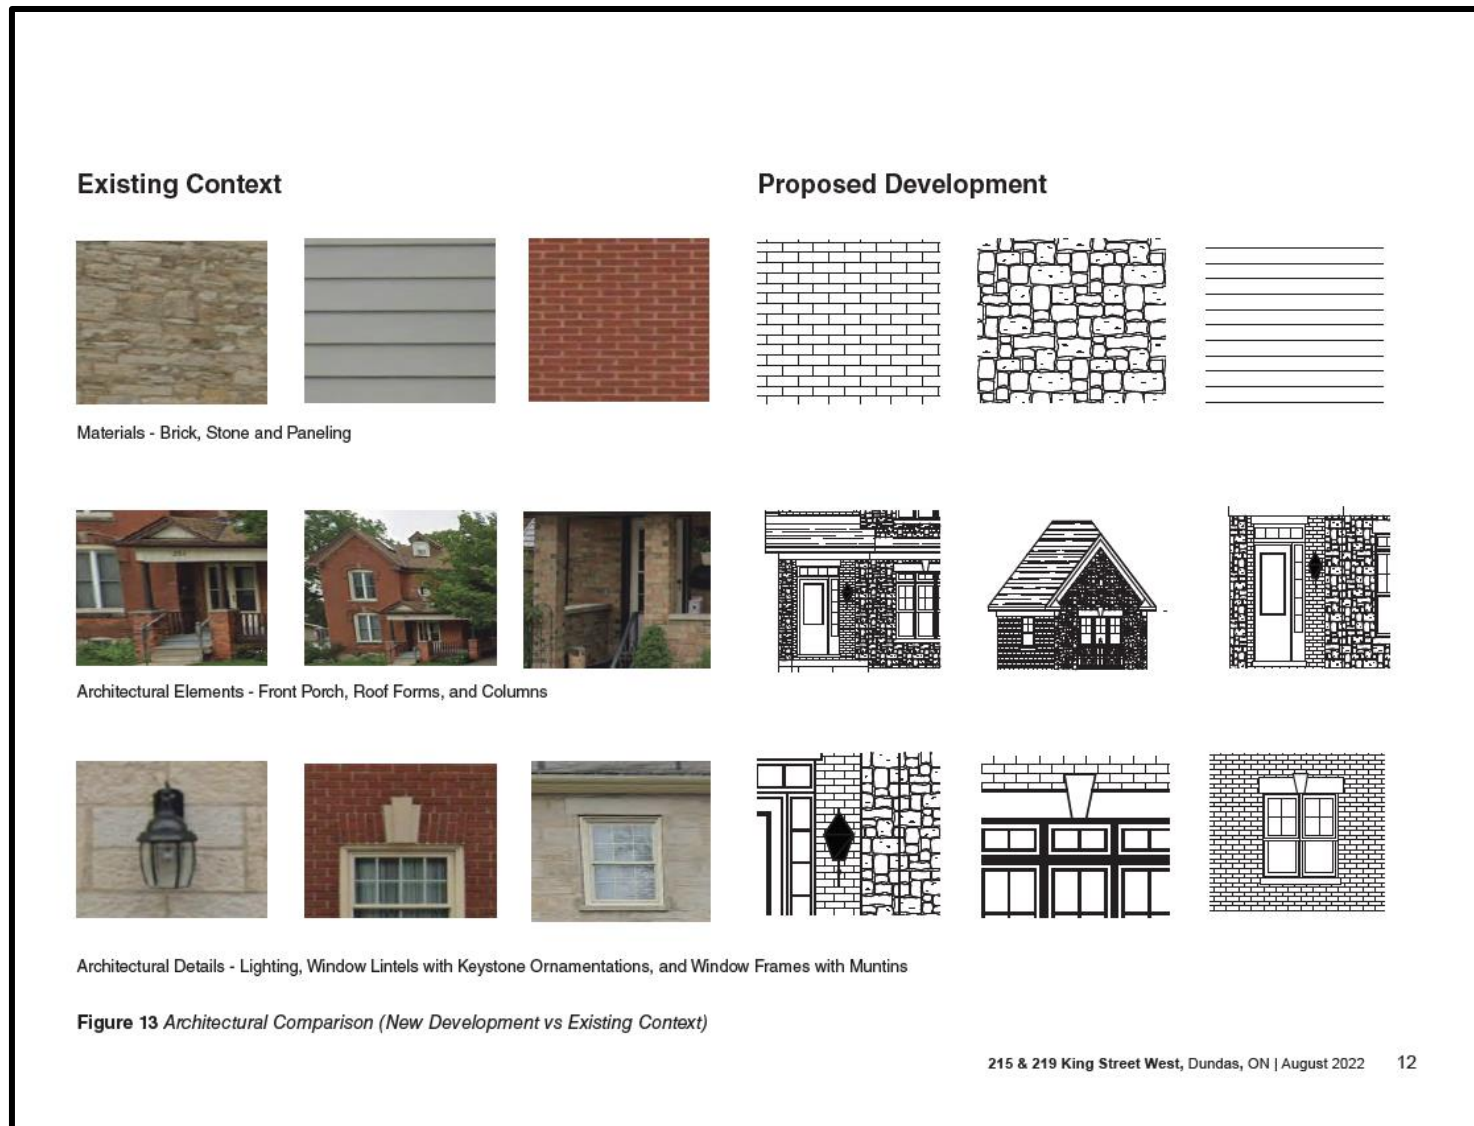 Existing Context
Proposed Development
Materials - Brick, Stone and Paneling
Architectural Elements - Front Porch, Roof Forms, and Columns
Architectural Details - Lighting, Window Lintels with Keystone Ornamentations, and Window Frames with Muntins
Figure 13 Architectural Comparison (New Development vs Existing Context)
215 & 219 King Street West, Dundas, ON | August 2022 12